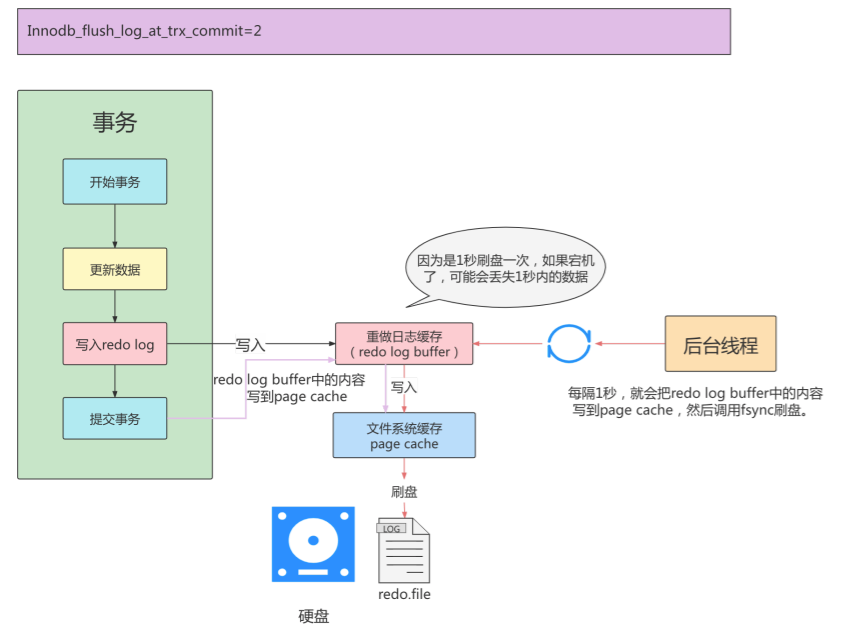 Innodb_flush_log_at_trx_commit=2
事务
开始事务
更新数据
写入redo log
提交事务
写入
redo log buffer中的内容
写到page cache
因为是1秒刷盘一次，如果宕机
了，可能会丢失1秒内的数据
重做日志缓存
（redo log buffer）
写入
文件系统缓存
page cache
刷盘
LOG
redo.file
硬盘
后台线程
每隔1秒，就会把redo log buffer中的内容
写到page cache，然后调用fsync刷盘。